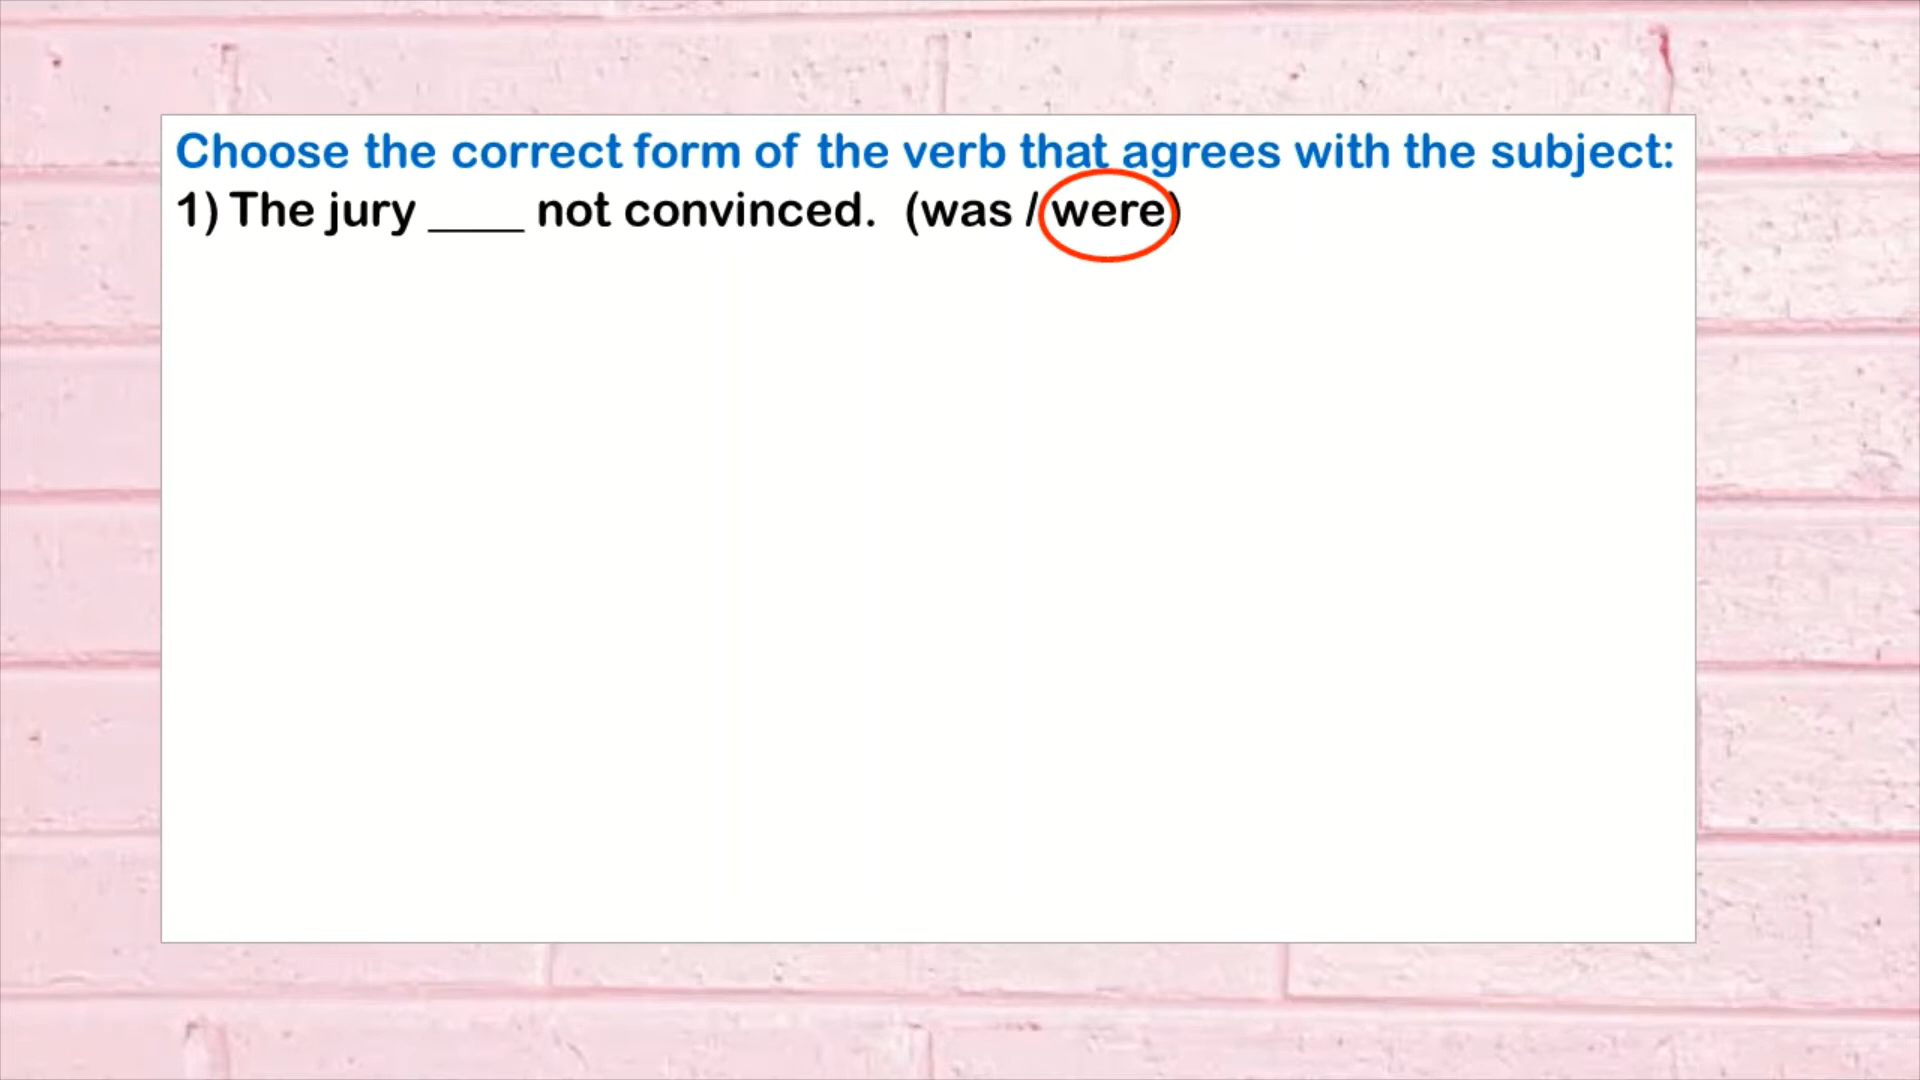 Choose the correct form of the verb that agrees with the subject:
1) The jury ____ not convinced. (was / were)